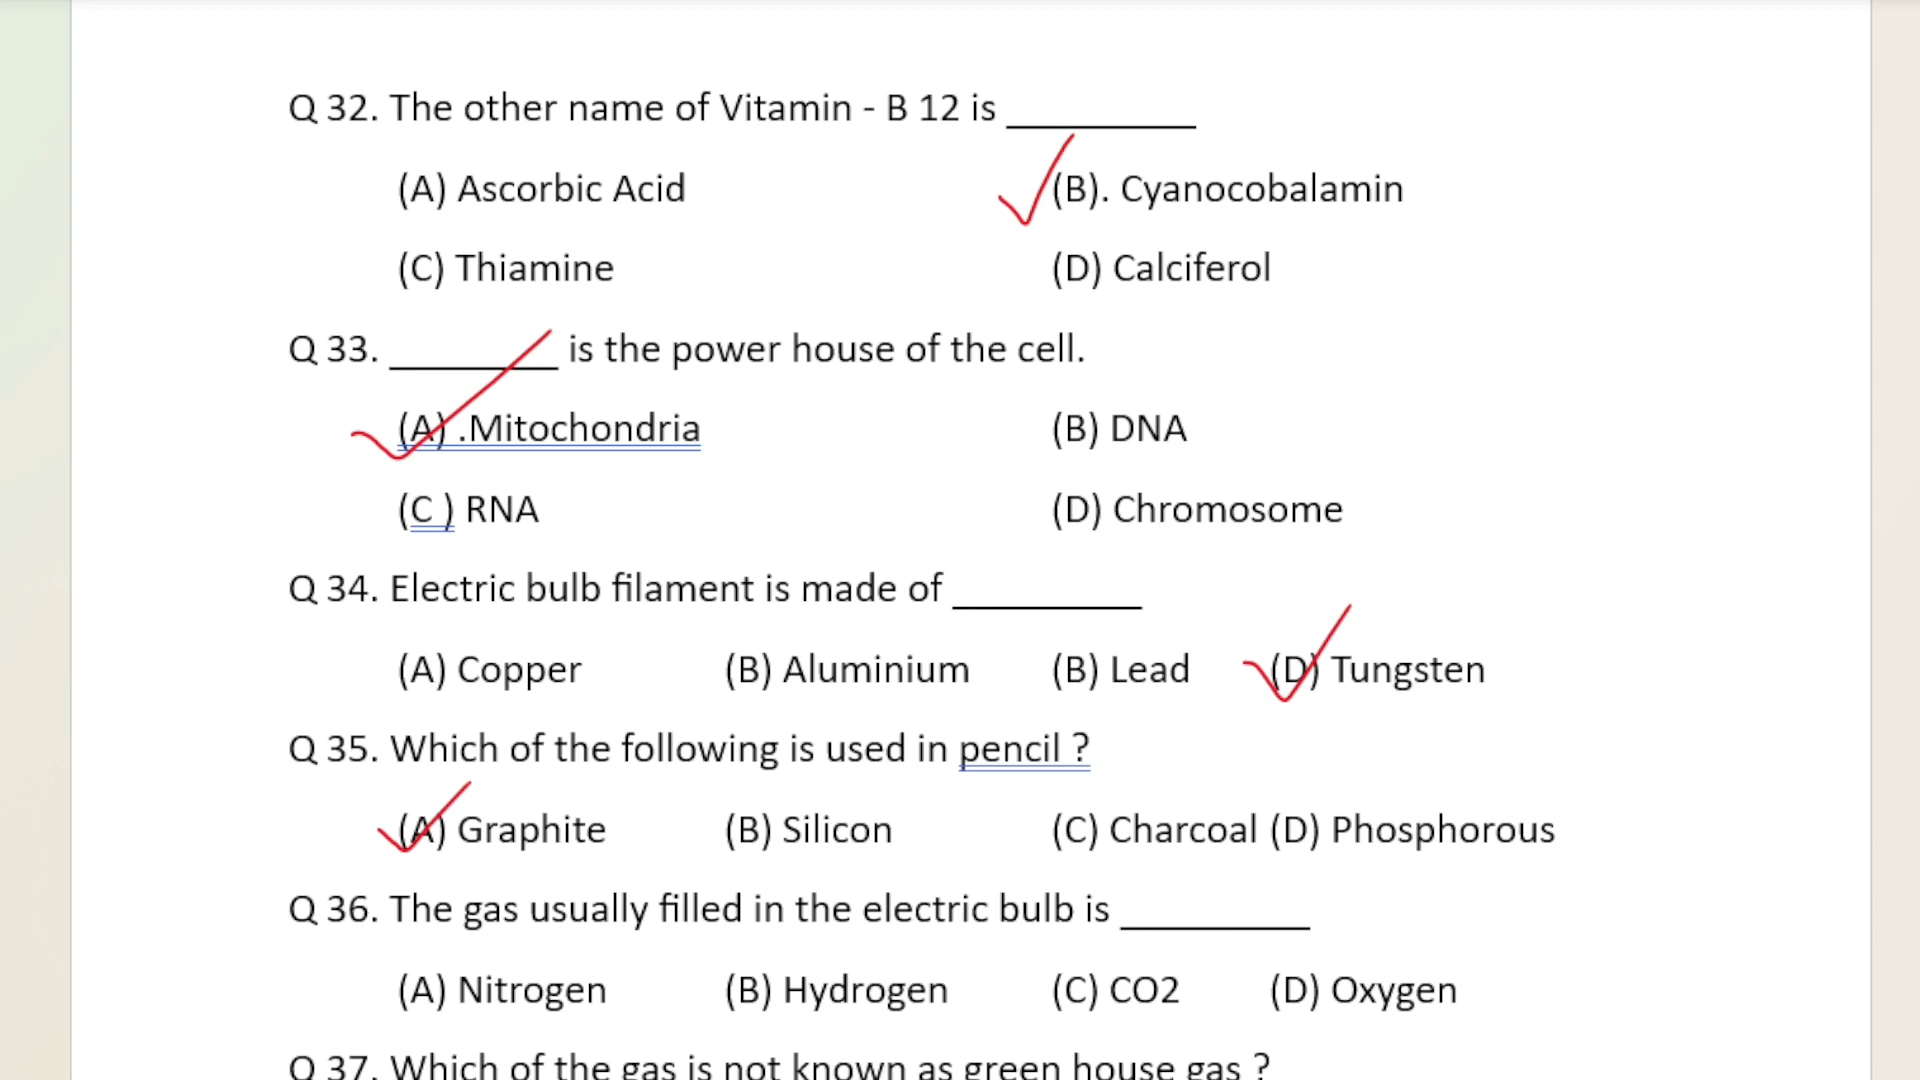 Q 32. The other name of Vitamin - B 12 is __________
(A) Ascorbic Acid (B). Cyanocobalamin
(C) Thiamine (D) Calciferol
Q 33. _________ is the power house of the cell.
(A) .Mitochondria (B) DNA
(C ) RNA (D) Chromosome
Q 34. Electric bulb filament is made of __________
(A) Copper (B) Aluminium (B) Lead (D) Tungsten
Q 35. Which of the following is used in pencil ?
(A) Graphite (B) Silicon (C) Charcoal (D) Phosphorous
Q 36. The gas usually filled in the electric bulb is __________
(A) Nitrogen (B) Hydrogen (C) CO2 (D) Oxygen
Q 37. Which of the gas is not known as green house gas ?